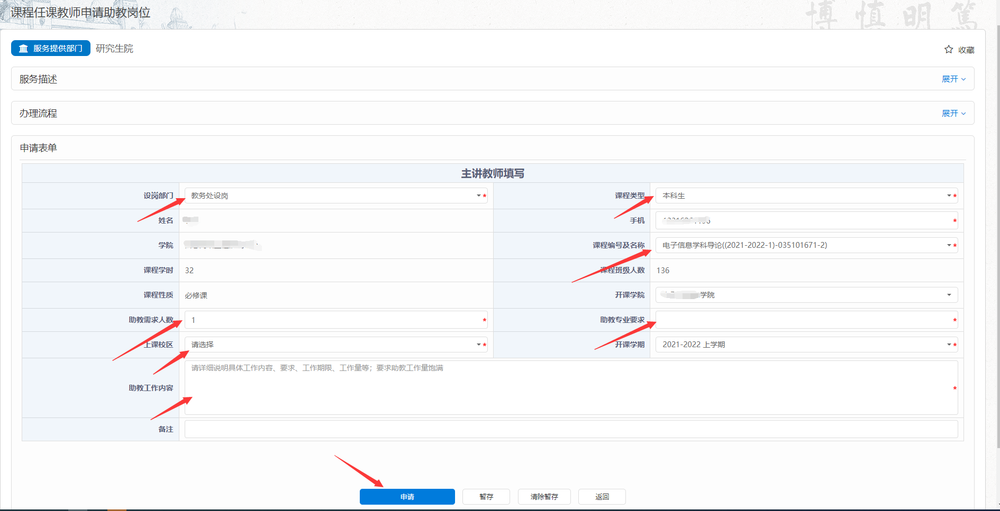 课程任课教师申请助教岗位
博 慎 明 篤
服务提供部门 研究生院
收藏
服务描述 展开
办理流程 展开
申请表单
主讲教师填写
设岗部门 教务处设岗 * 课程类型 本科生 *
姓名 手机 *
学院 课程编号及名称 电子信息学科导论((2021-2022-1)-035101671-2) *
课程学时 32 课程班级人数 136
课程性质 必修课 开课学院 学院
助教需求人数 1 * 助教专业要求 *
上课校区 请选择 * 开课学期 2021-2022 上学期 *
助教工作内容 请详细说明具体工作内容、要求、工作期限、工作量等；要求助教工作量饱满 *
备注
申请 暂存 清除暂存 返回